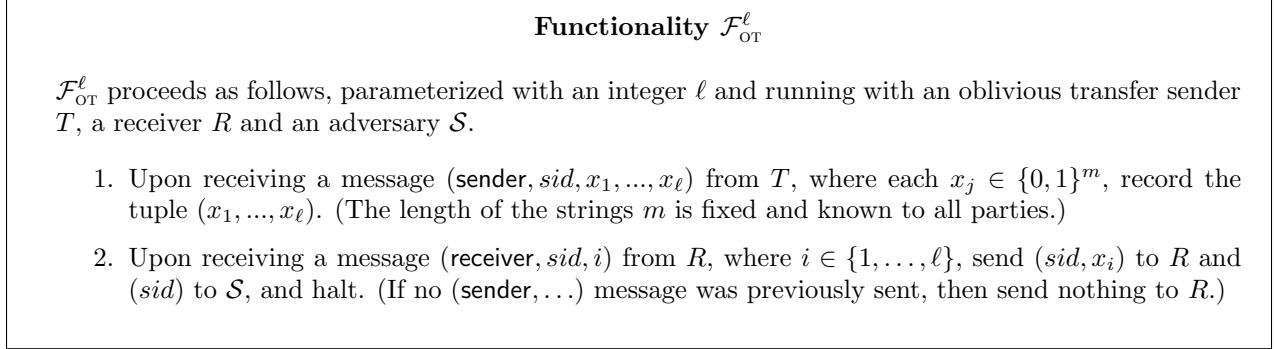 Functionality $\mathcal{F}_{\text{OT}}^{\ell}$
$\mathcal{F}_{\text{OT}}^{\ell}$ proceeds as follows, parameterized with an integer $\ell$ and running with an oblivious transfer sender
$T$, a receiver $R$ and an adversary $\mathcal{S}$.
1. Upon receiving a message (sender, $sid, x_1, ..., x_\ell$) from $T$, where each $x_j \in \{0, 1\}^m$, record the
tuple $(x_1, ..., x_\ell)$. (The length of the strings $m$ is fixed and known to all parties.)
2. Upon receiving a message (receiver, $sid, i$) from $R$, where $i \in \{1, \ldots, \ell\}$, send $(sid, x_i)$ to $R$ and
$(sid)$ to $\mathcal{S}$, and halt. (If no (sender, $\ldots$) message was previously sent, then send nothing to $R$.)